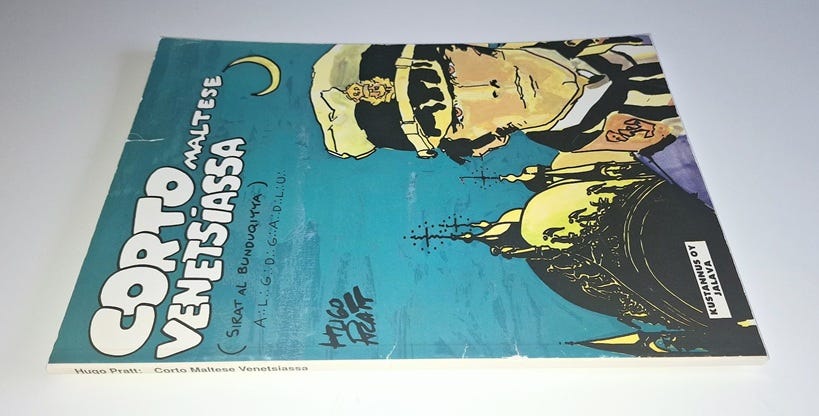 CORTO
MALTESE
VENETSIASSA
( SIRAT AL BUNDUQIYYA )
A∴L∴G∴D∴G∴A∴D∴L∴U∴
HUGO
PRATT
KUSTANNUS OY
JALAVA
Hugo Pratt: Corto Maltese Venetsiassa